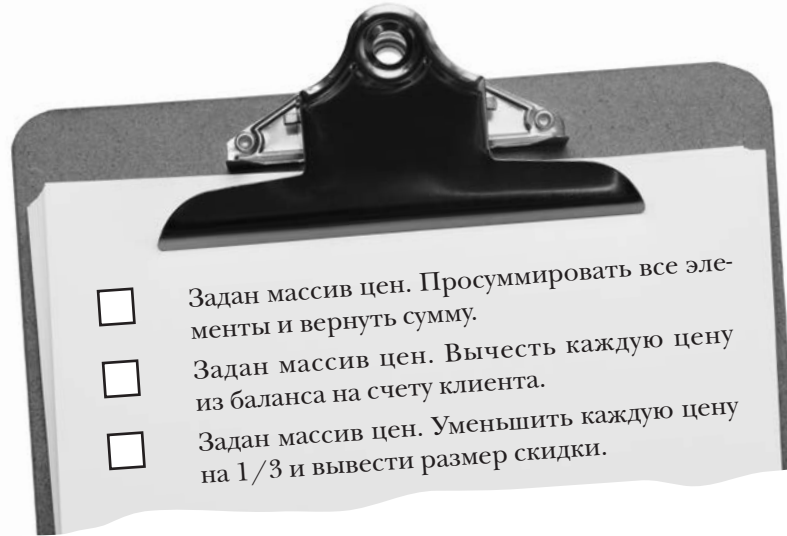 Задан массив цен. Просуммировать все эле-
менты и вернуть сумму.
Задан массив цен. Вычесть каждую цену
из баланса на счету клиента.
Задан массив цен. Уменьшить каждую цену
на 1/3 и вывести размер скидки.